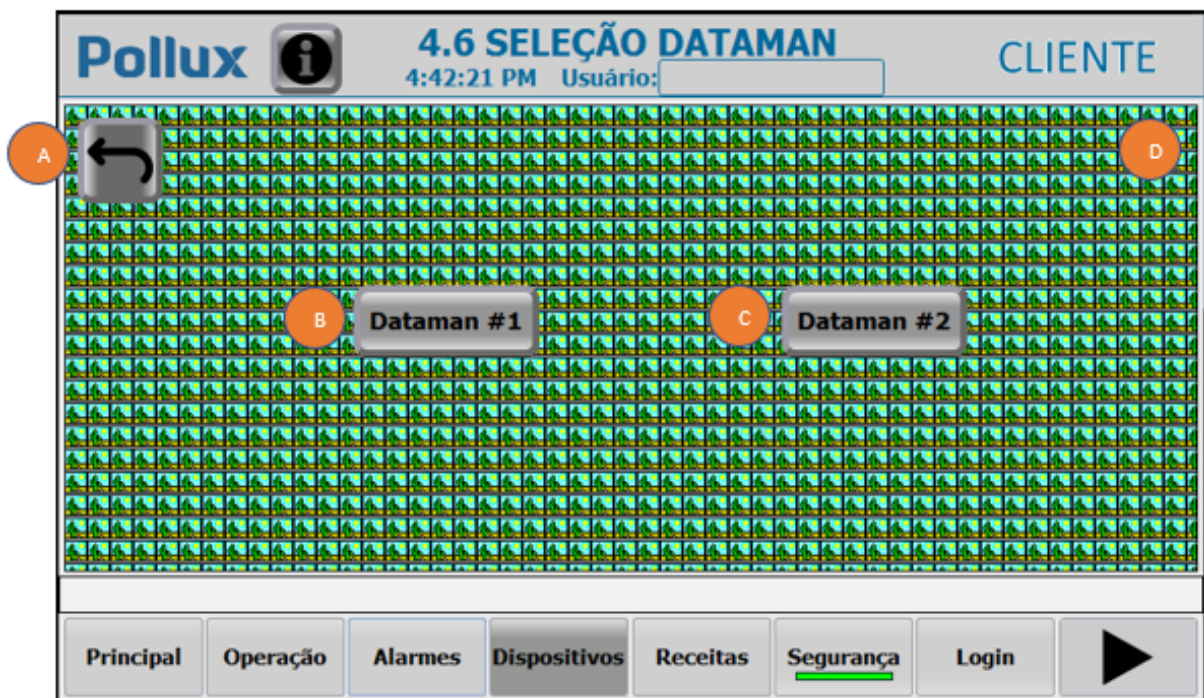 Pollux
4.6 SELEÇÃO DATAMAN
4:42:21 PM Usuário:
CLIENTE
A
D
B
Dataman #1
C
Dataman #2
Principal
Operação
Alarmes
Dispositivos
Receitas
Segurança
Login